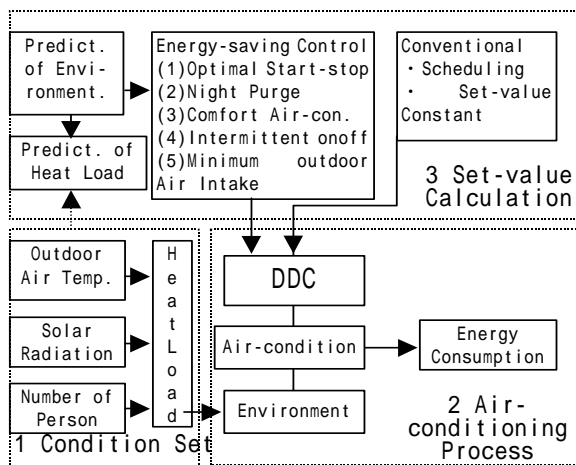 Predict.
of Envi-
ronment.
Predict. of
Heat Load
Energy-saving Control
(1)Optimal Start-stop
(2)Night Purge
(3)Comfort Air-con.
(4)Intermittent onoff
(5)Minimum outdoor
Air Intake
Conventional
・Scheduling
・ Set-value
Constant
3 Set-value
Calculation
Outdoor
Air Temp.
Solar
Radiation
Number of
Person
HeatLoad
1 Condition Set
DDC
Air-condition
Environment
Energy
Consumption
2 Air-
conditioning
Process